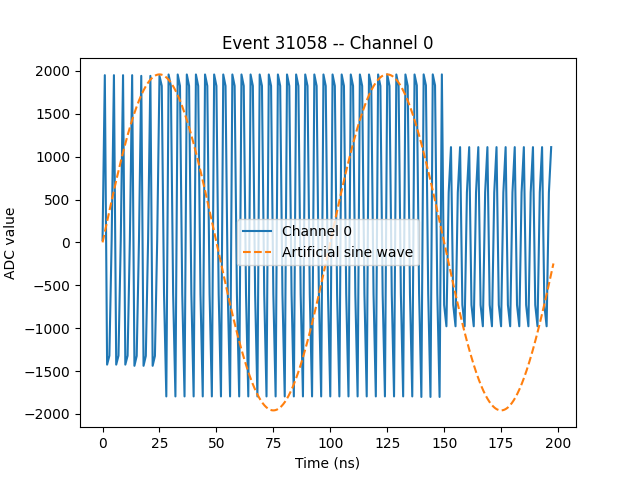 Event 31058 -- Channel 0
2000
1500
1000
500
0
−500
−1000
−1500
−2000
ADC value
Channel 0
Artificial sine wave
0 25 50 75 100 125 150 175 200
Time (ns)